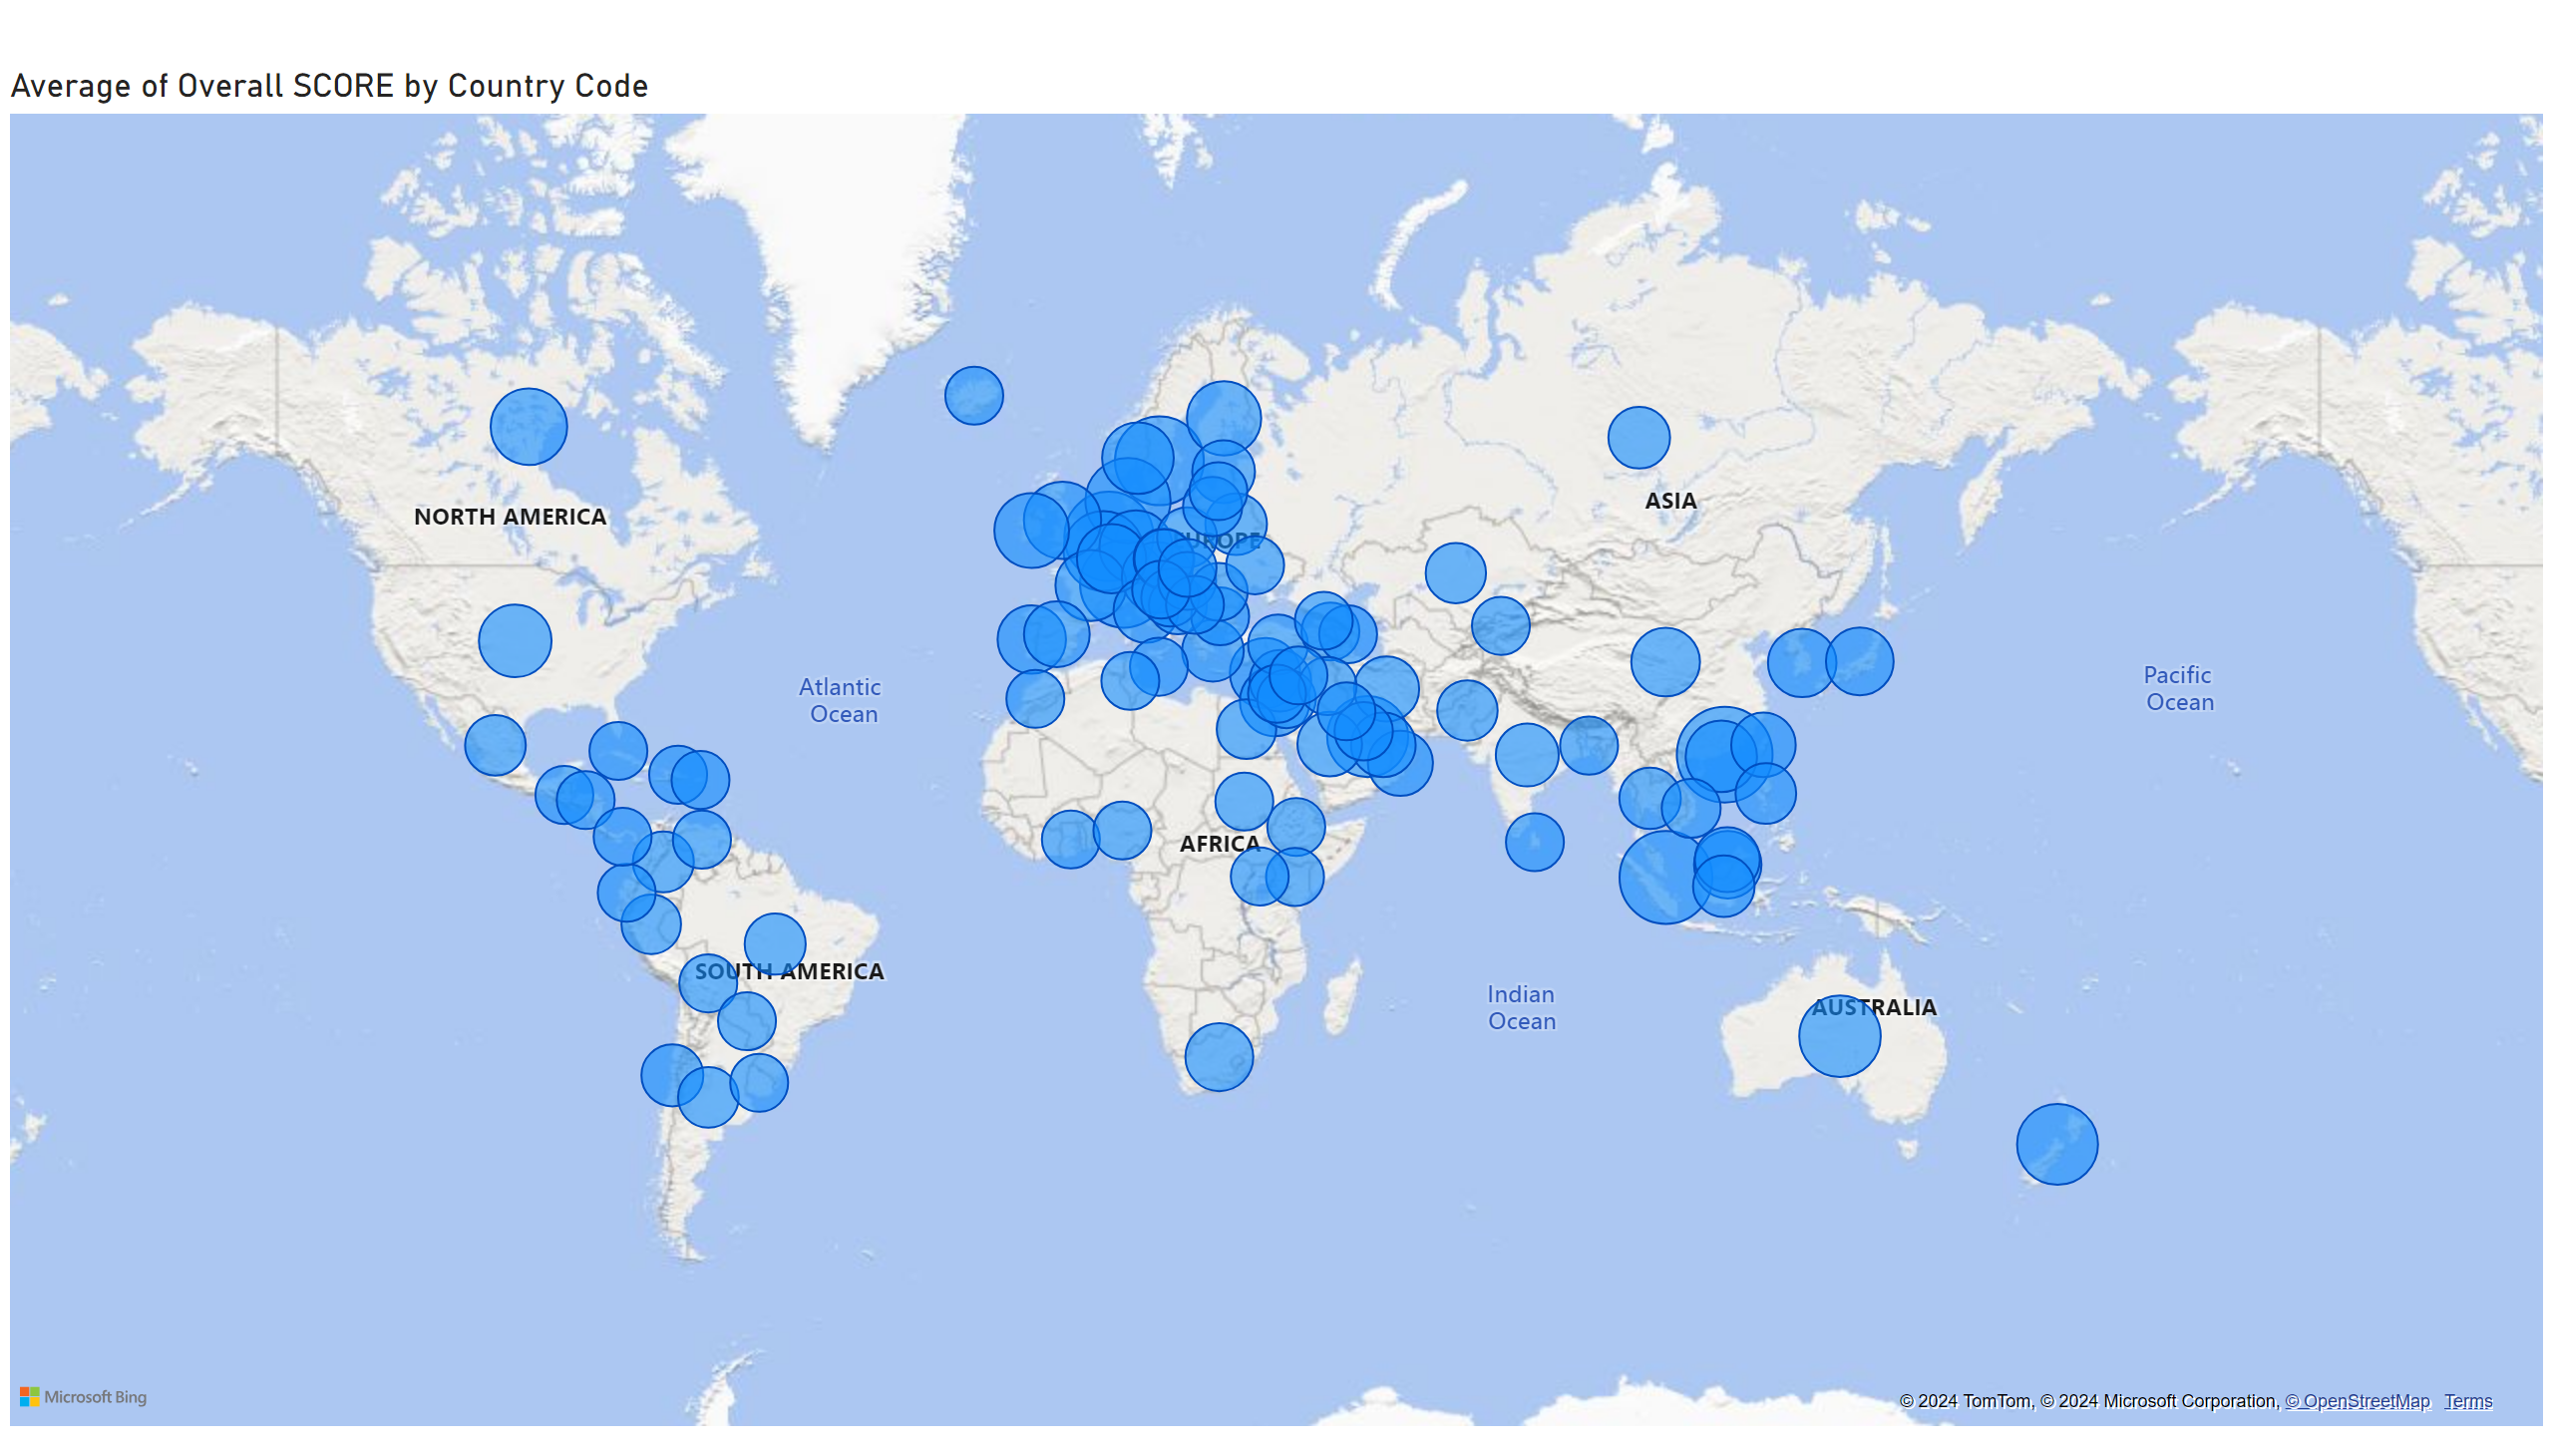 Average of Overall SCORE by Country Code
NORTH AMERICA
EUROPE
ASIA
Atlantic
Ocean
Pacific
Ocean
AFRICA
SOUTH AMERICA
Indian
Ocean
AUSTRALIA
Microsoft Bing
© 2024 TomTom, © 2024 Microsoft Corporation, © OpenStreetMap Terms